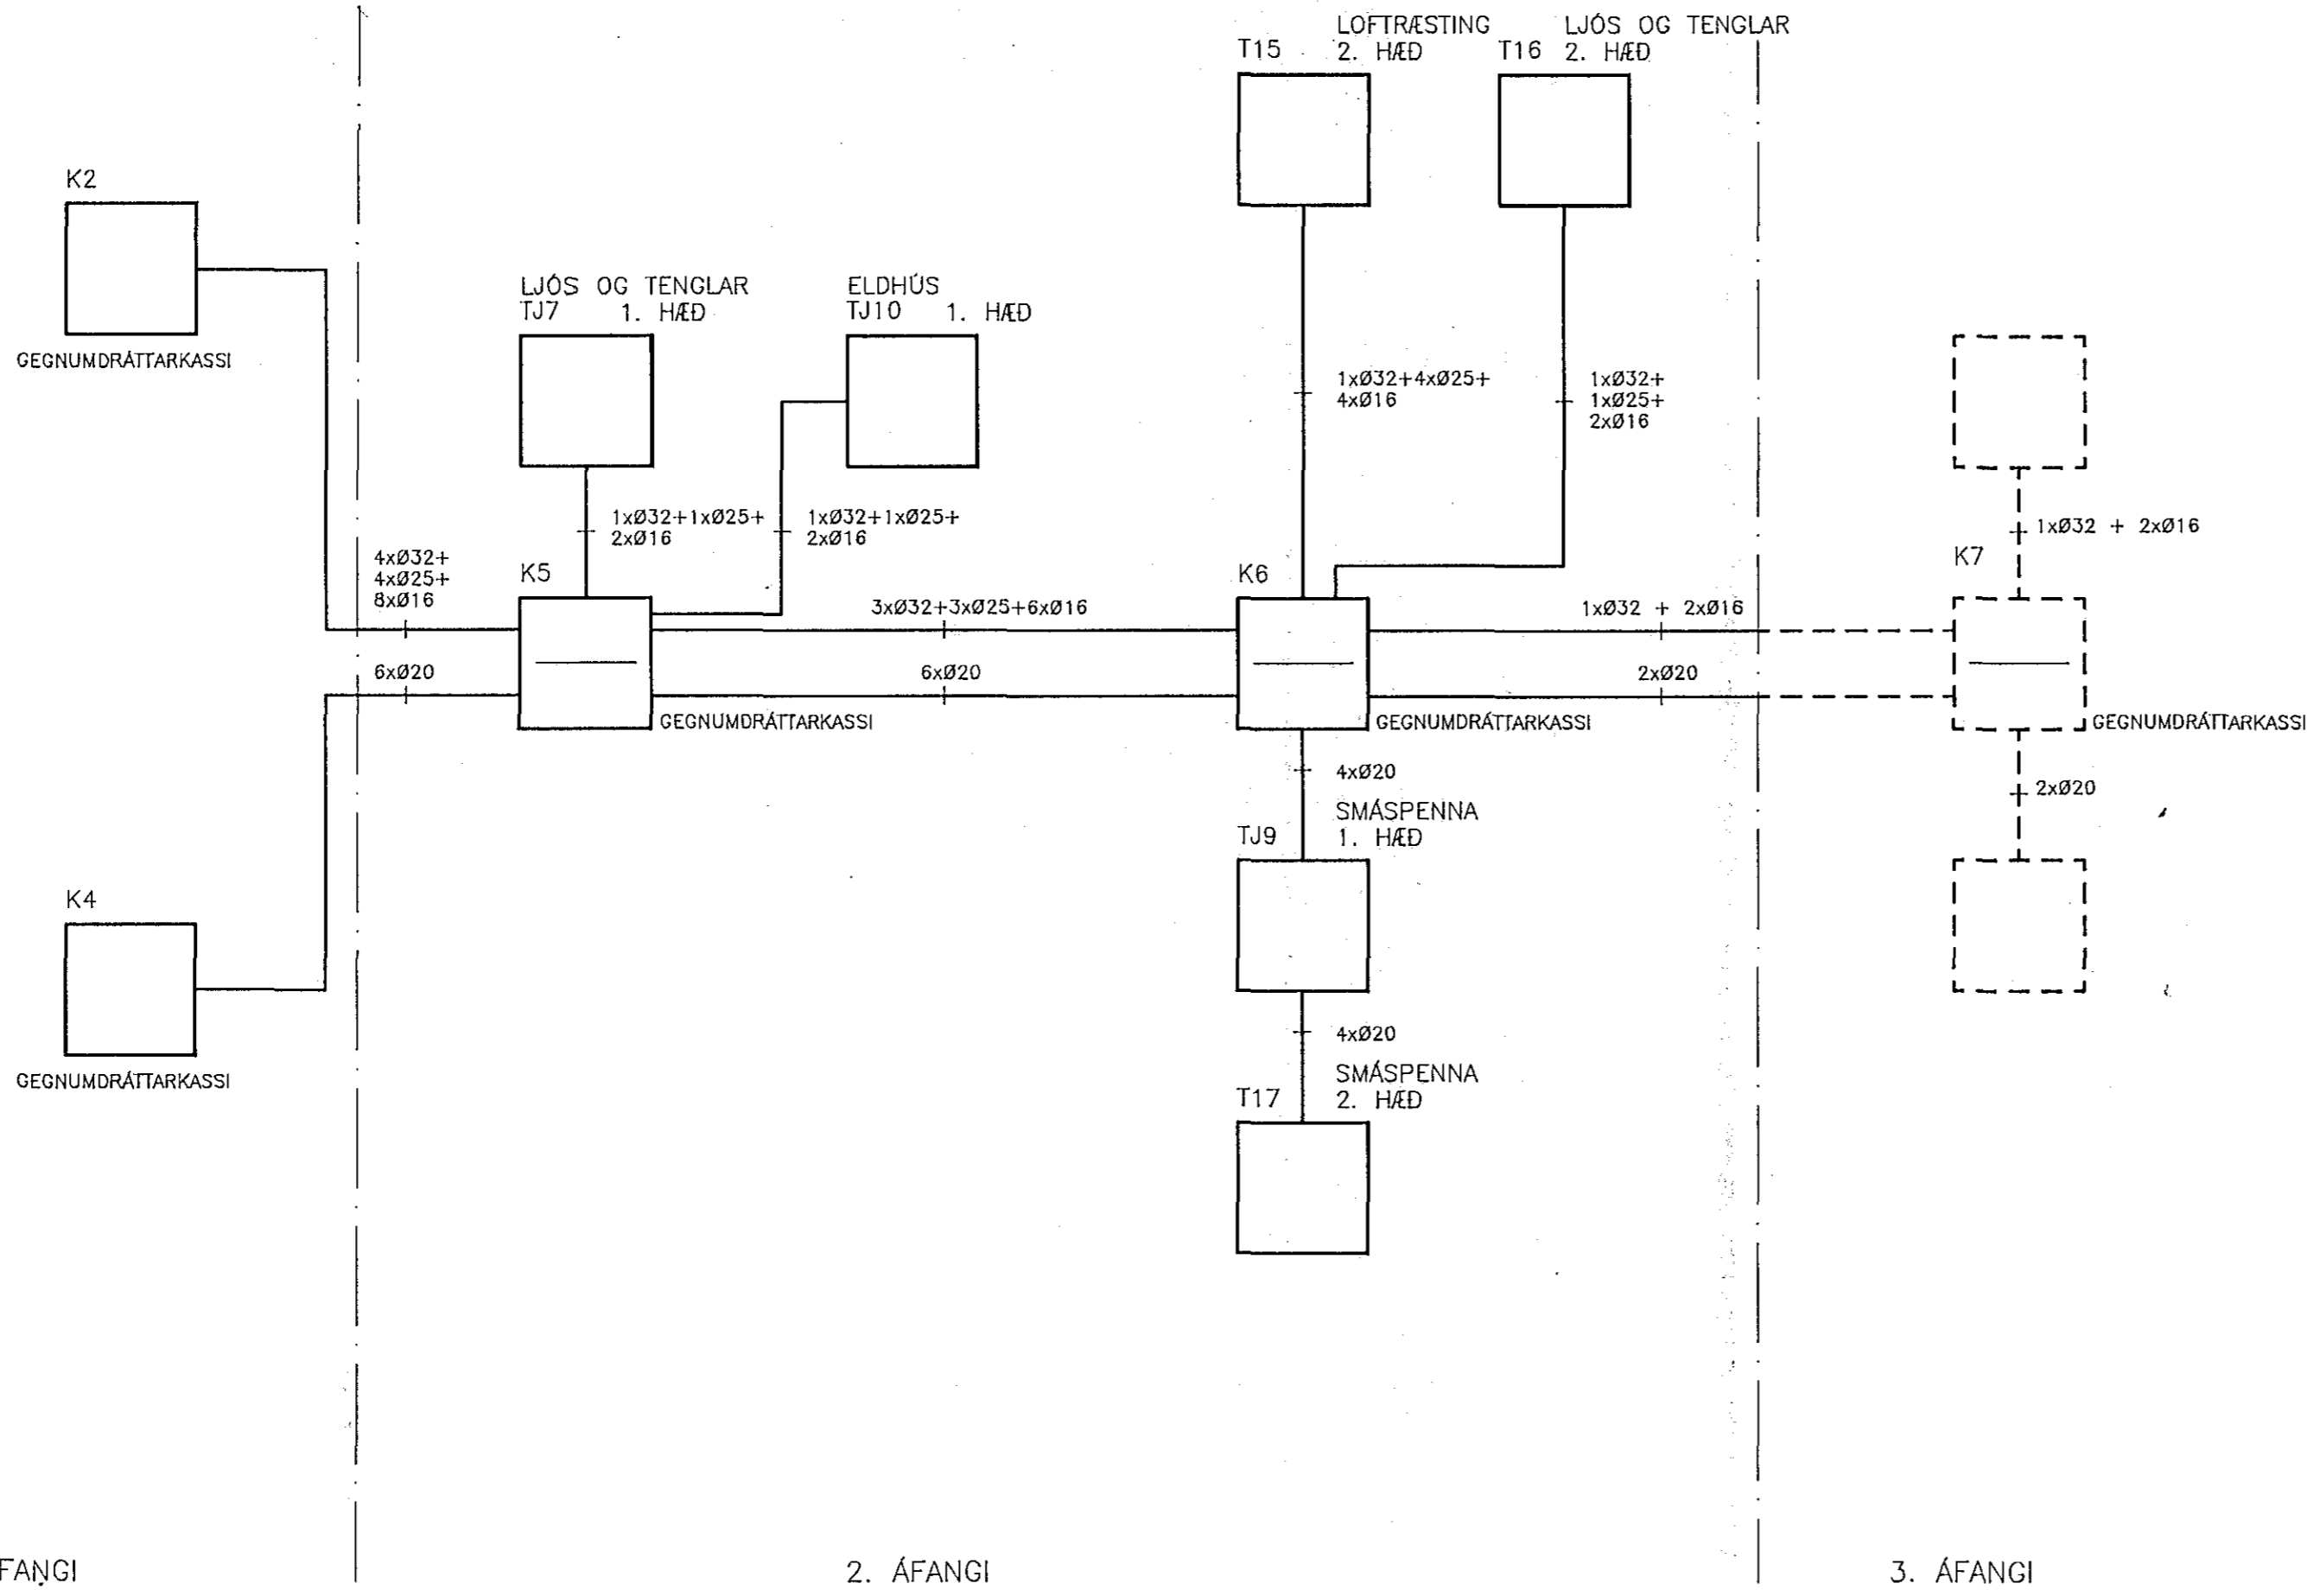 LOFTRÆSTING
T15 2. HÆÐ
LJÓS OG TENGLAR
T16 2. HÆÐ
K2
GEGNUMDRÁTTARKASSI
LJÓS OG TENGLAR
TJ7 1. HÆÐ
ELDHÚS
TJ10 1. HÆÐ
1xØ32+4xØ25+
4xØ16
1xØ32+
1xØ25+
2xØ16
1xØ32+1xØ25+
2xØ16
1xØ32+1xØ25+
2xØ16
1xØ32 + 2xØ16
4xØ32+
4xØ25+
8xØ16
K5
K6
K7
3xØ32+3xØ25+6xØ16
1xØ32 + 2xØ16
6xØ20
6xØ20
2xØ20
GEGNUMDRÁTTARKASSI
GEGNUMDRÁTTARKASSI
GEGNUMDRÁTTARKASSI
4xØ20
2xØ20
SMÁSPENNA
TJ9 1. HÆÐ
K4
GEGNUMDRÁTTARKASSI
4xØ20
SMÁSPENNA
T17 2. HÆÐ
FANGI
2. ÁFANGI
3. ÁFANGI